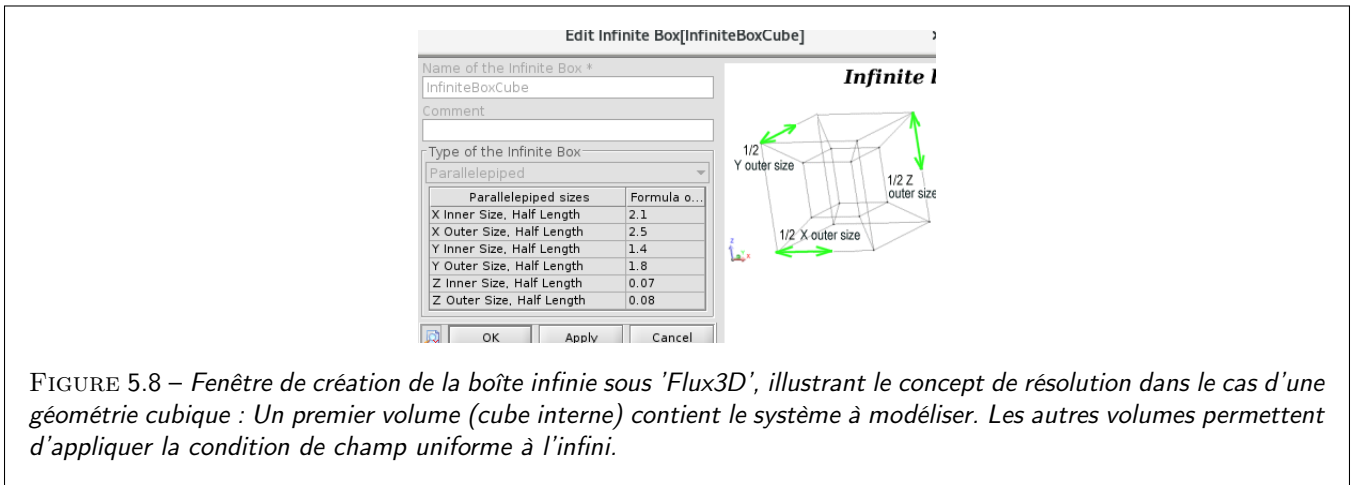 Edit Infinite Box[InfiniteBoxCube]
Name of the Infinite Box *
InfiniteBoxCube
Comment
Type of the Infinite Box
Parallelepiped
Parallelepiped sizes Formula o...
X Inner Size, Half Length 2.1
X Outer Size, Half Length 2.5
Y Inner Size, Half Length 1.4
Y Outer Size, Half Length 1.8
Z Inner Size, Half Length 0.07
Z Outer Size, Half Length 0.08
OK Apply Cancel
Infinite
1/2
Y outer size
1/2 Z
outer size
1/2 X outer size
z
Y
x
FIGURE 5.8 – Fenêtre de création de la boîte infinie sous 'Flux3D', illustrant le concept de résolution dans le cas d'une
géométrie cubique : Un premier volume (cube interne) contient le système à modéliser. Les autres volumes permettent
d'appliquer la condition de champ uniforme à l'infini.